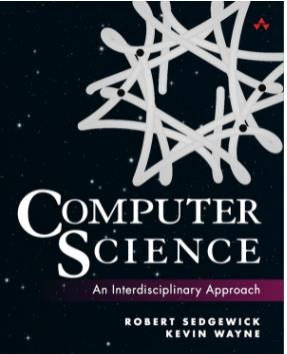 COMPUTER
SCIENCE
An Interdisciplinary Approach
ROBERT SEDGEWICK
KEVIN WAYNE